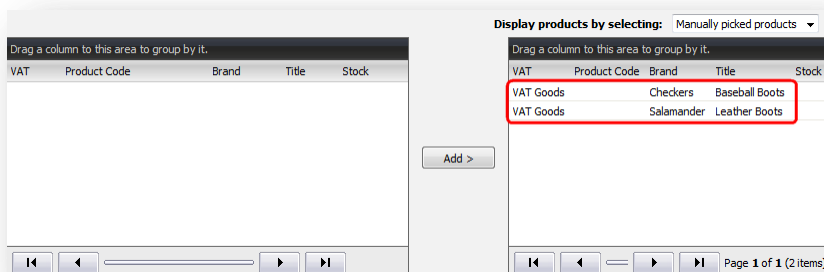 Display products by selecting: Manually picked products
Drag a column to this area to group by it.
VAT Product Code Brand Title Stock
Add >
Drag a column to this area to group by it.
VAT Product Code Brand Title Stock
VAT Goods Checkers Baseball Boots
VAT Goods Salamander Leather Boots
Page 1 of 1 (2 items)